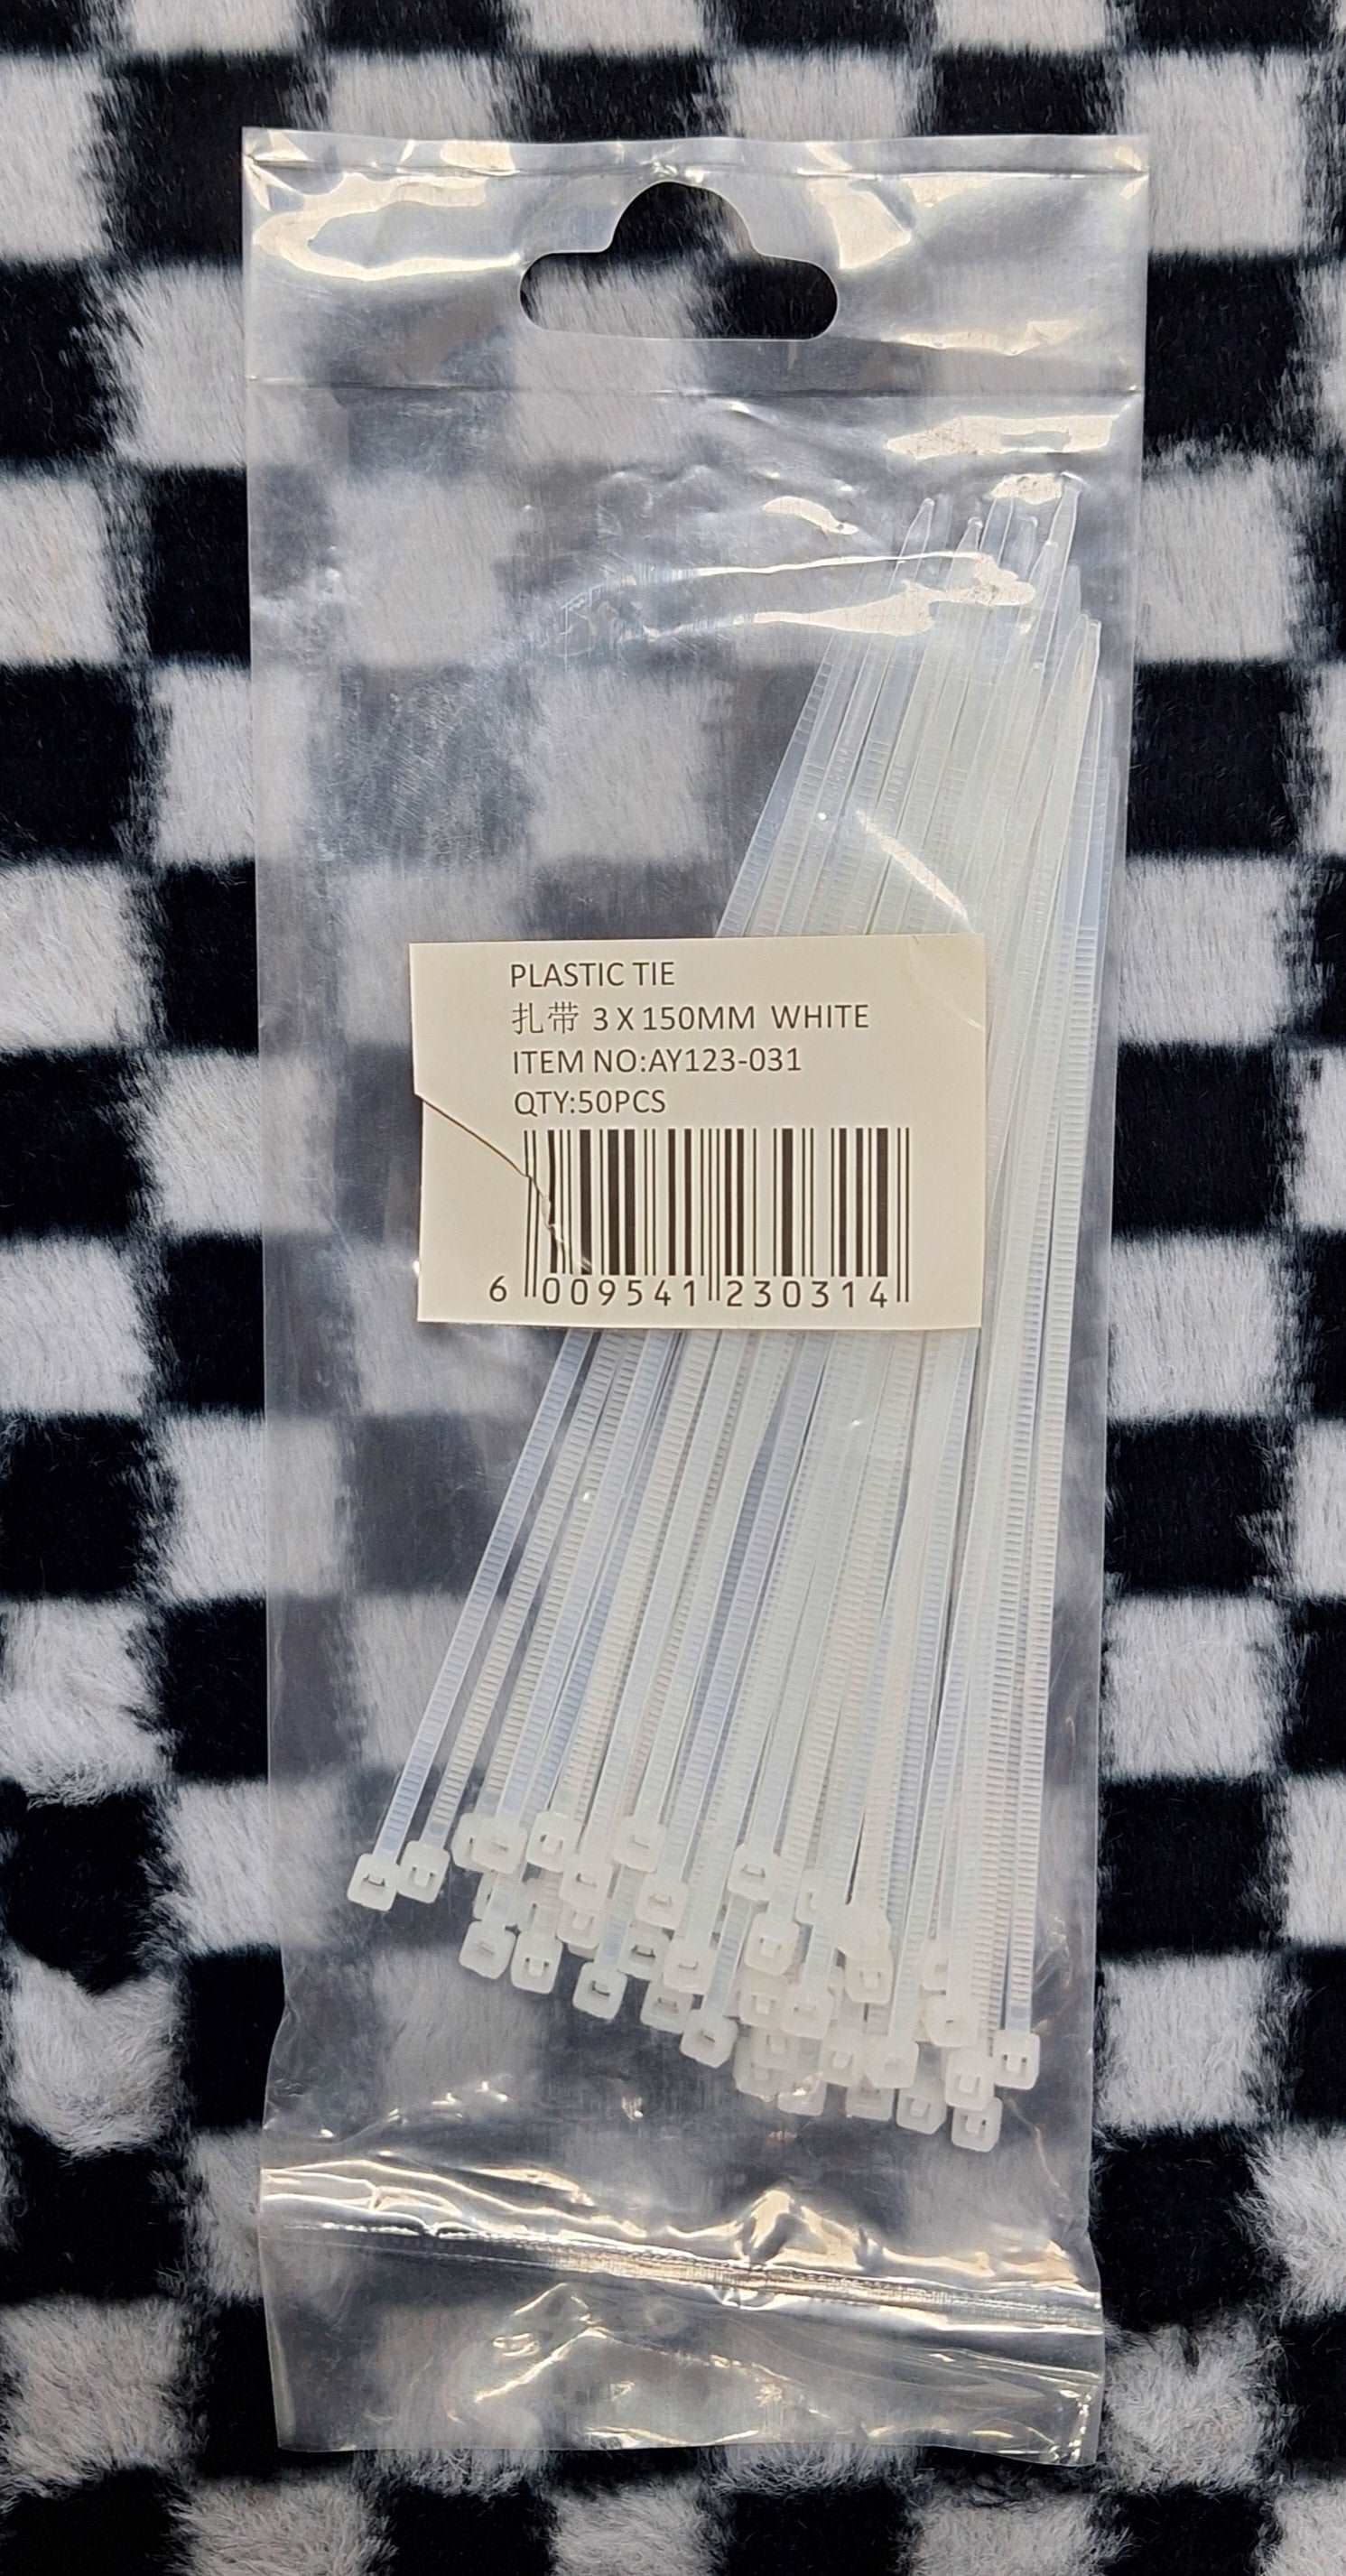 PLASTIC TIE
扎带 3 X 150MM WHITE
ITEM NO:AY123-031
QTY:50PCS
6 009541 230314